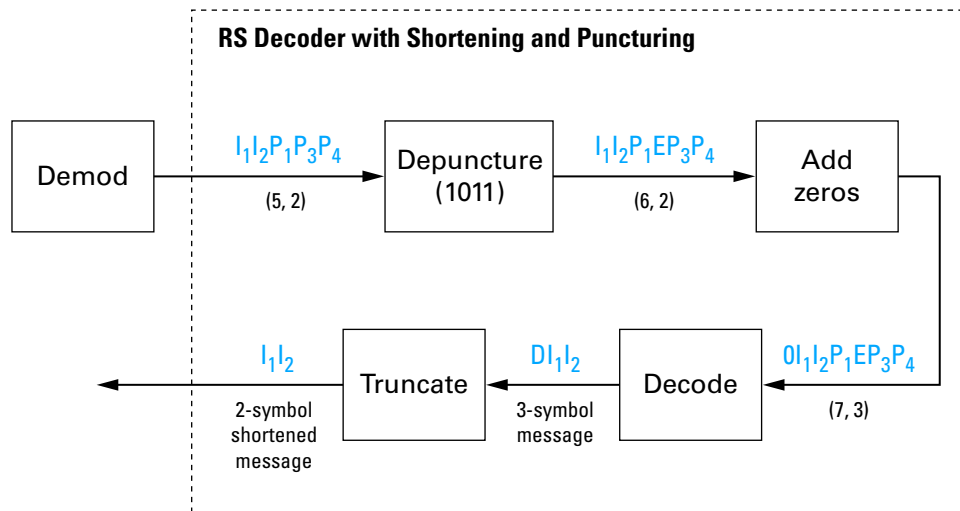 RS Decoder with Shortening and Puncturing
Demod
I₁I₂P₁P₃P₄
(5, 2)
Depuncture
(1011)
I₁I₂P₁EP₃P₄
(6, 2)
Add
zeros
0I₁I₂P₁EP₃P₄
(7, 3)
Decode
DI₁I₂
3-symbol
message
Truncate
I₁I₂
2-symbol
shortened
message